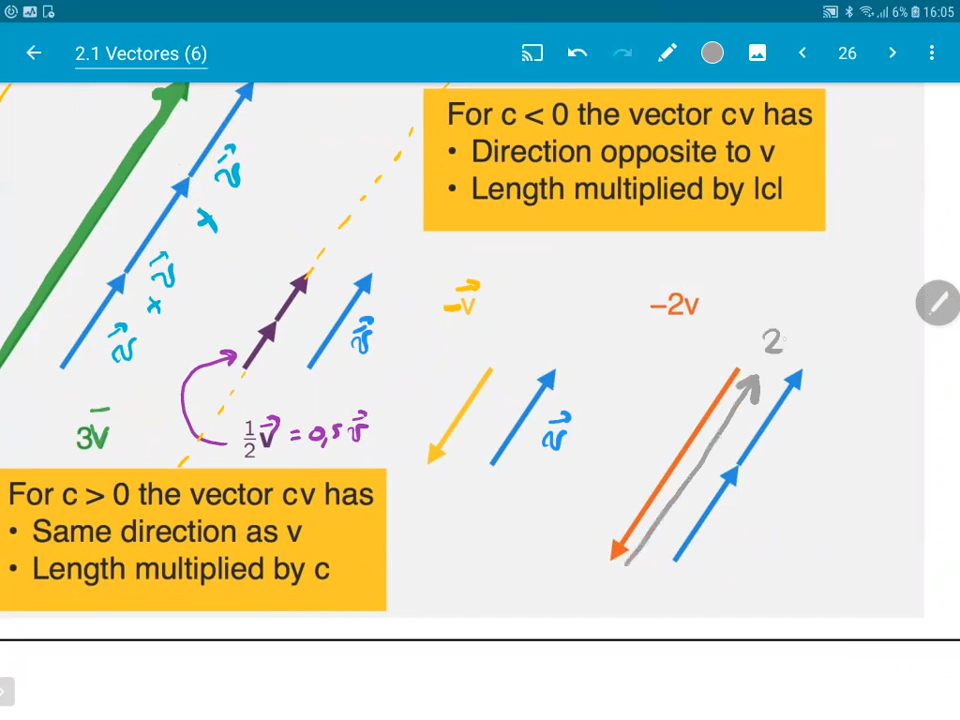 6% 16:05
2.1 Vectores (6)
26
For c < 0 the vector cv has
• Direction opposite to v
• Length multiplied by |c|
v
+
v
+
v
v
−v
−2v
2
3v
1/2 v = 0,5 v
v
For c > 0 the vector cv has
• Same direction as v
• Length multiplied by c